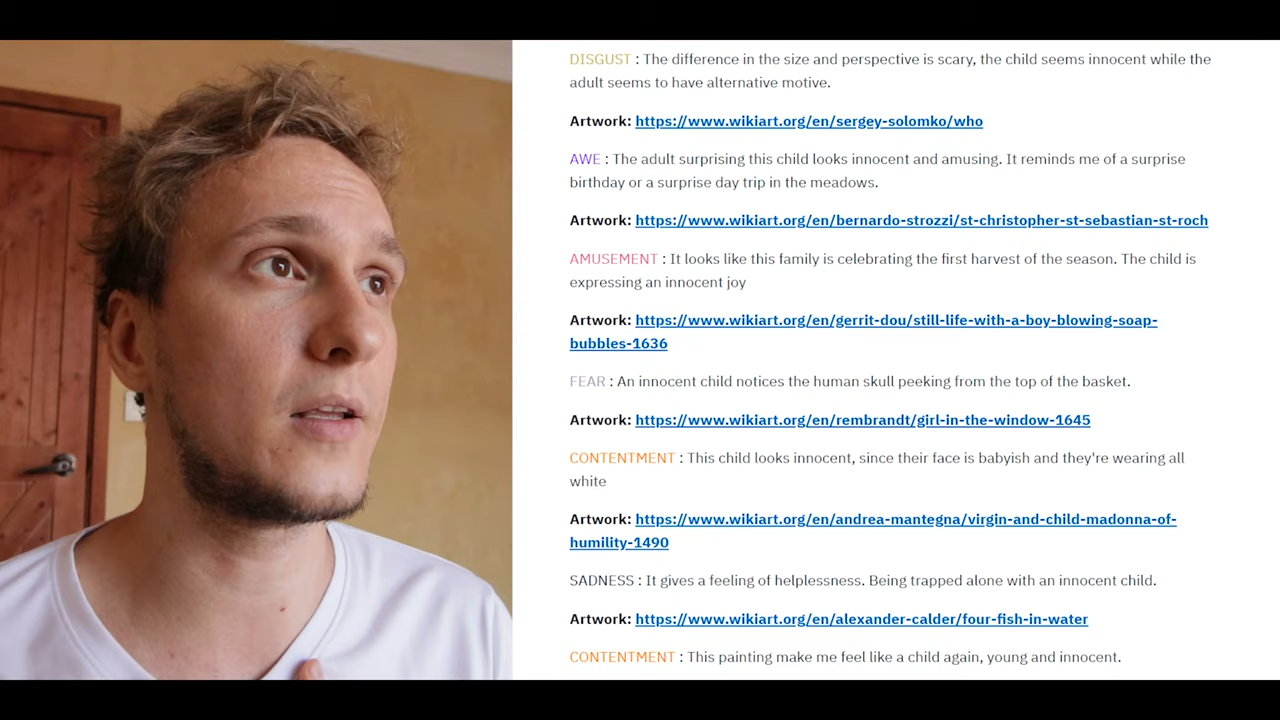 DISGUST : The difference in the size and perspective is scary, the child seems innocent while the
adult seems to have alternative motive.
Artwork: https://www.wikiart.org/en/sergey-solomko/who
AWE : The adult surprising this child looks innocent and amusing. It reminds me of a surprise
birthday or a surprise day trip in the meadows.
Artwork: https://www.wikiart.org/en/bernardo-strozzi/st-christopher-st-sebastian-st-roch
AMUSEMENT : It looks like this family is celebrating the first harvest of the season. The child is
expressing an innocent joy
Artwork: https://www.wikiart.org/en/gerrit-dou/still-life-with-a-boy-blowing-soap-
bubbles-1636
FEAR : An innocent child notices the human skull peeking from the top of the basket.
Artwork: https://www.wikiart.org/en/rembrandt/girl-in-the-window-1645
CONTENTMENT : This child looks innocent, since their face is babyish and they're wearing all
white
Artwork: https://www.wikiart.org/en/andrea-mantegna/virgin-and-child-madonna-of-
humility-1490
SADNESS : It gives a feeling of helplessness. Being trapped alone with an innocent child.
Artwork: https://www.wikiart.org/en/alexander-calder/four-fish-in-water
CONTENTMENT : This painting make me feel like a child again, young and innocent.